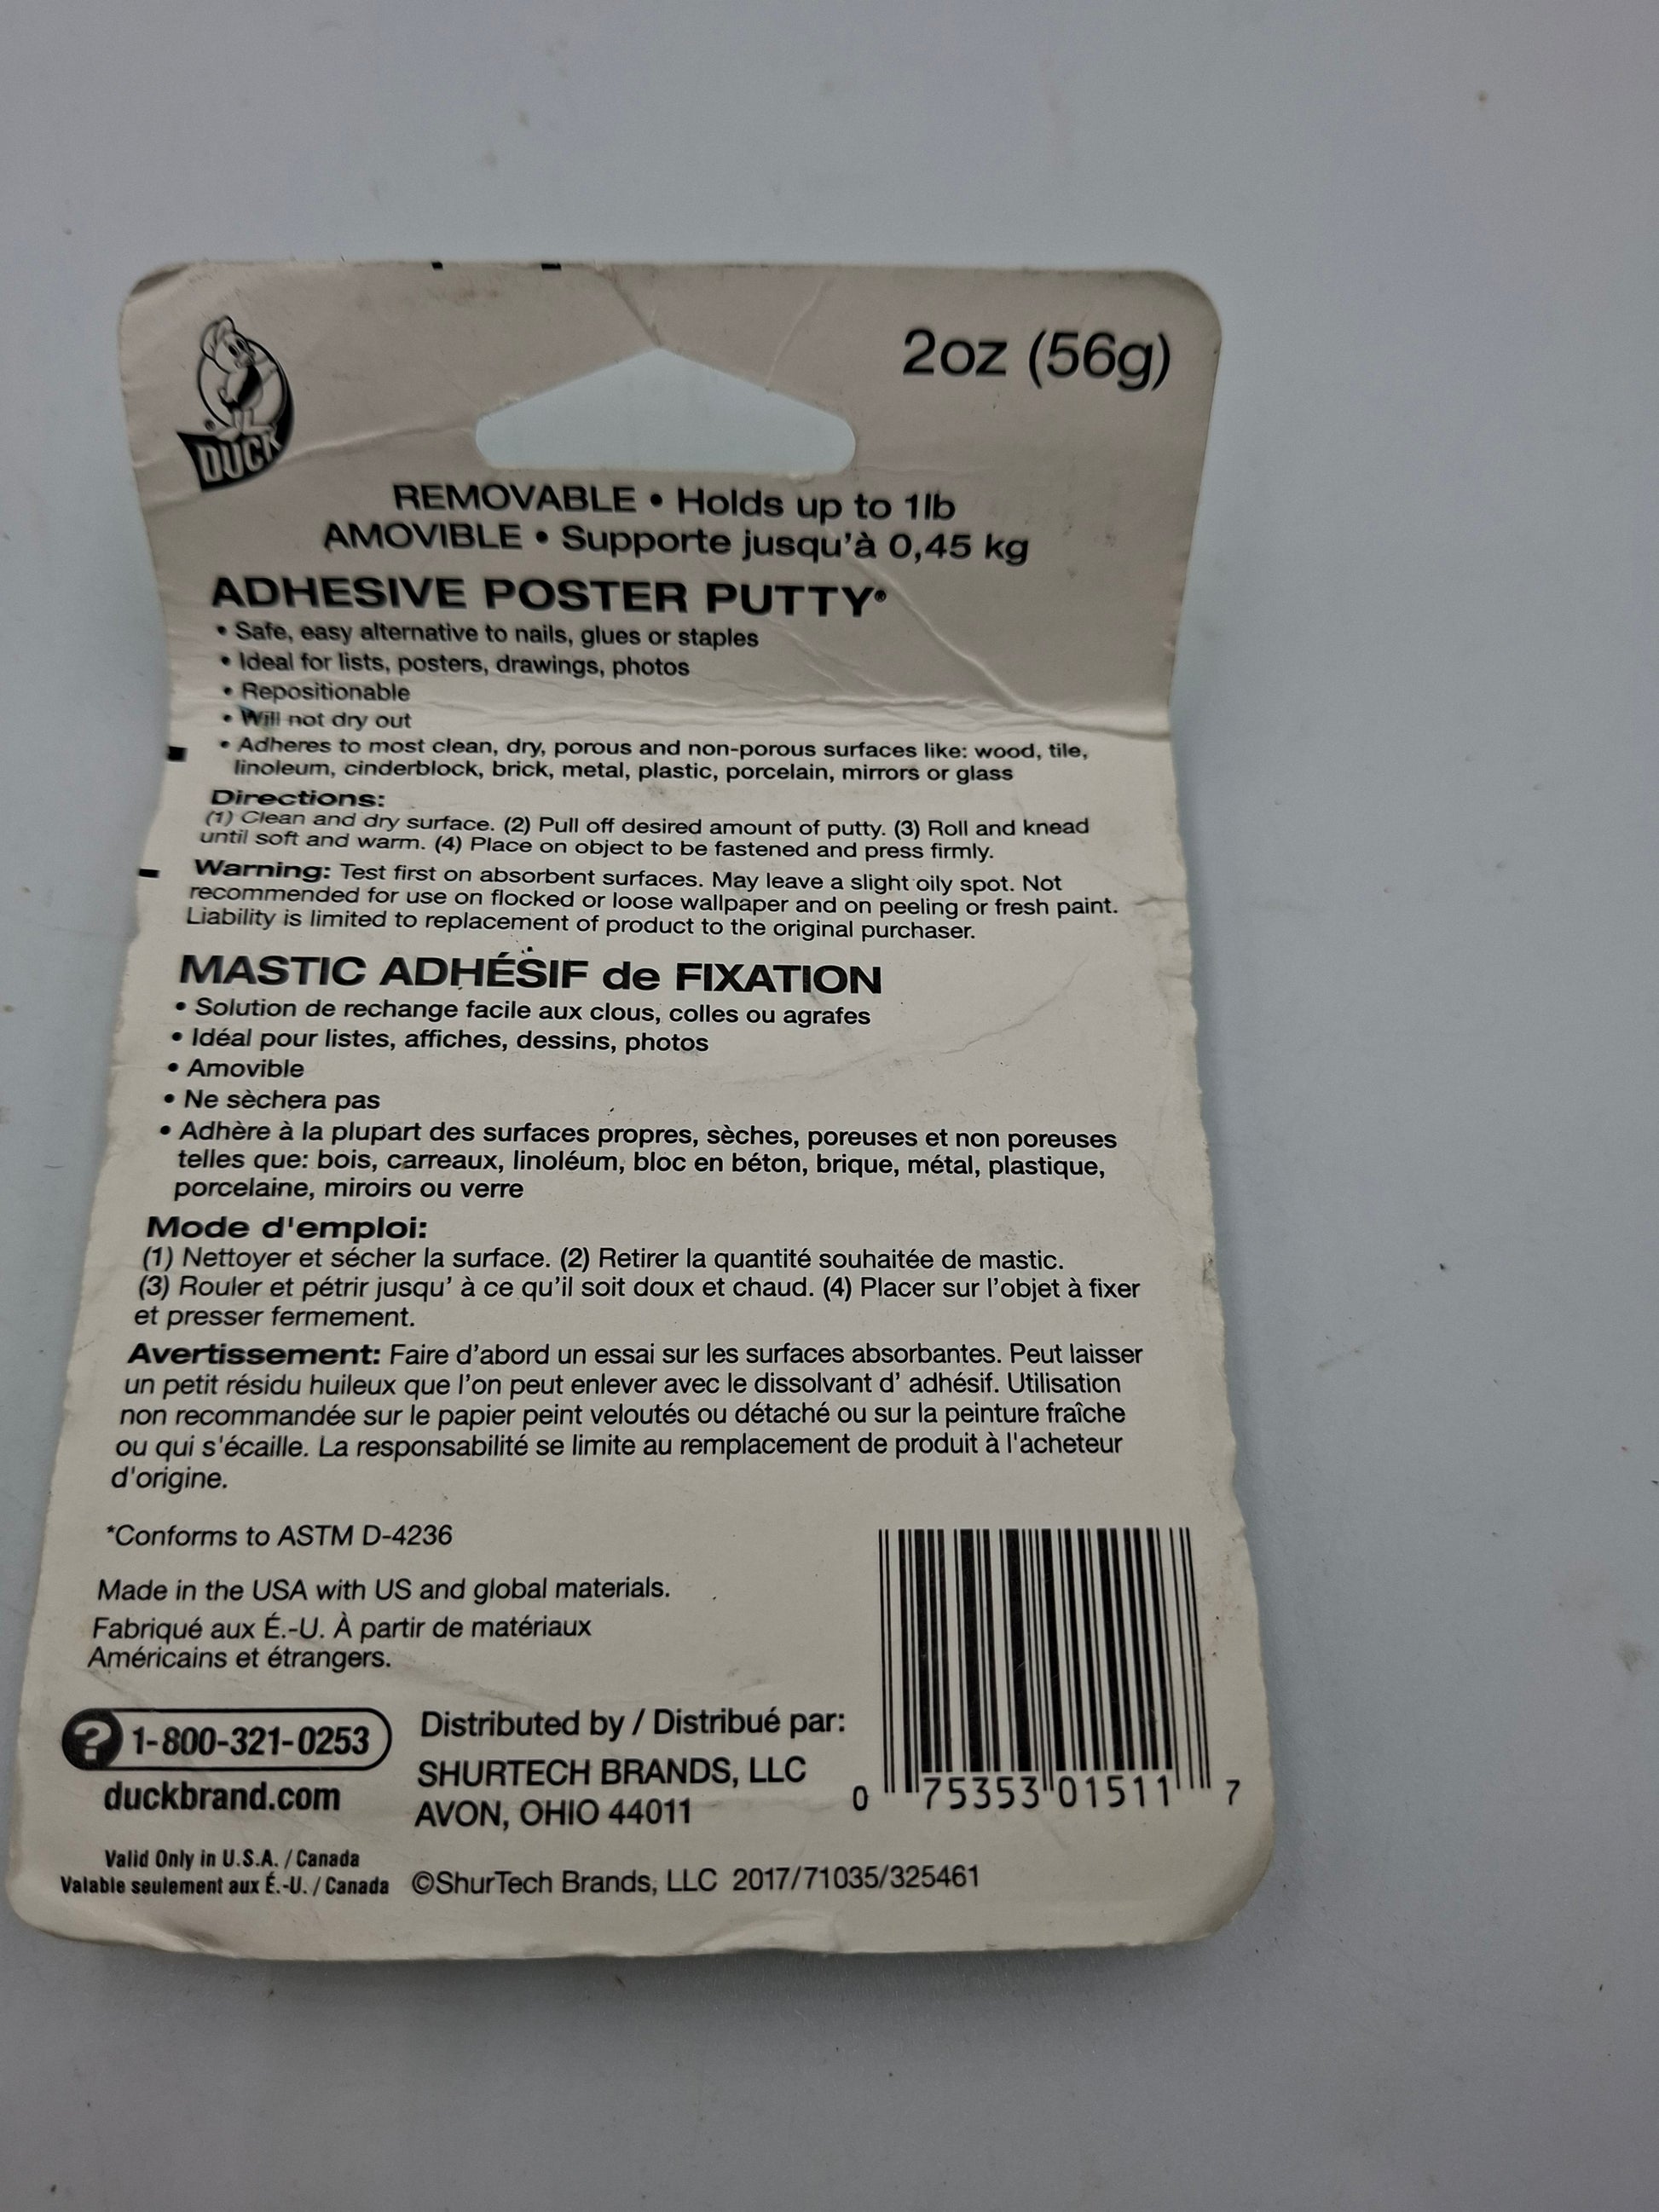 2oz (56g)
DUCK
REMOVABLE • Holds up to 1lb
AMOVIBLE • Supporte jusqu'à 0,45 kg
ADHESIVE POSTER PUTTY®
• Safe, easy alternative to nails, glues or staples
• Ideal for lists, posters, drawings, photos
• Repositionable
• Will not dry out
• Adheres to most clean, dry, porous and non-porous surfaces like: wood, tile,
linoleum, cinderblock, brick, metal, plastic, porcelain, mirrors or glass
Directions:
(1) Clean and dry surface. (2) Pull off desired amount of putty. (3) Roll and knead
until soft and warm. (4) Place on object to be fastened and press firmly.
Warning: Test first on absorbent surfaces. May leave a slight oily spot. Not
recommended for use on flocked or loose wallpaper and on peeling or fresh paint.
Liability is limited to replacement of product to the original purchaser.
MASTIC ADHÉSIF de FIXATION
• Solution de rechange facile aux clous, colles ou agrafes
• Idéal pour listes, affiches, dessins, photos
• Amovible
• Ne sèchera pas
• Adhère à la plupart des surfaces propres, sèches, poreuses et non poreuses
telles que: bois, carreaux, linoléum, bloc en béton, brique, métal, plastique,
porcelaine, miroirs ou verre
Mode d'emploi:
(1) Nettoyer et sécher la surface. (2) Retirer la quantité souhaitée de mastic.
(3) Rouler et pétrir jusqu' à ce qu'il soit doux et chaud. (4) Placer sur l'objet à fixer
et presser fermement.
Avertissement: Faire d'abord un essai sur les surfaces absorbantes. Peut laisser
un petit résidu huileux que l'on peut enlever avec le dissolvant d' adhésif. Utilisation
non recommandée sur le papier peint veloutés ou détaché ou sur la peinture fraîche
ou qui s'écaille. La responsabilité se limite au remplacement de produit à l'acheteur
d'origine.
*Conforms to ASTM D-4236
Made in the USA with US and global materials.
Fabriqué aux É.-U. À partir de matériaux
Américains et étrangers.
? 1-800-321-0253
duckbrand.com
Valid Only in U.S.A. / Canada
Valable seulement aux É.-U. / Canada
Distributed by / Distribué par:
SHURTECH BRANDS, LLC
AVON, OHIO 44011
©ShurTech Brands, LLC 2017/71035/325461
0 75353 01511 7